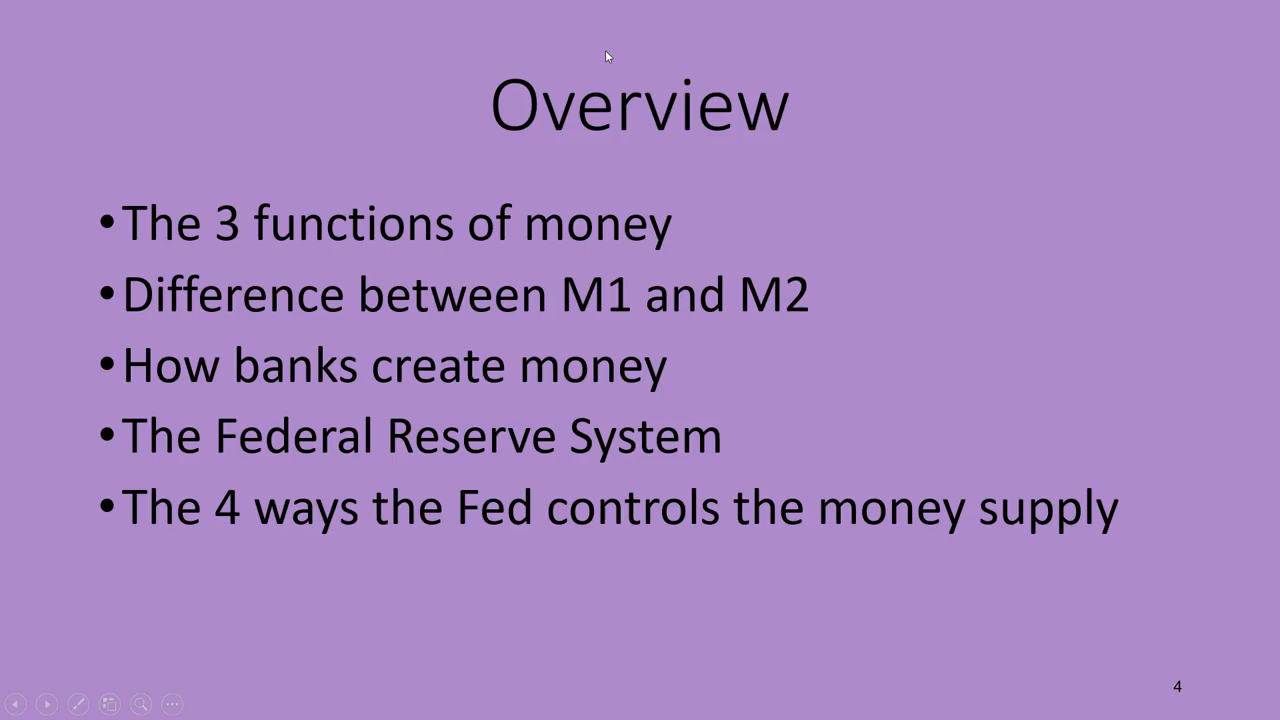 Overview
•The 3 functions of money
•Difference between M1 and M2
•How banks create money
•The Federal Reserve System
•The 4 ways the Fed controls the money supply
4